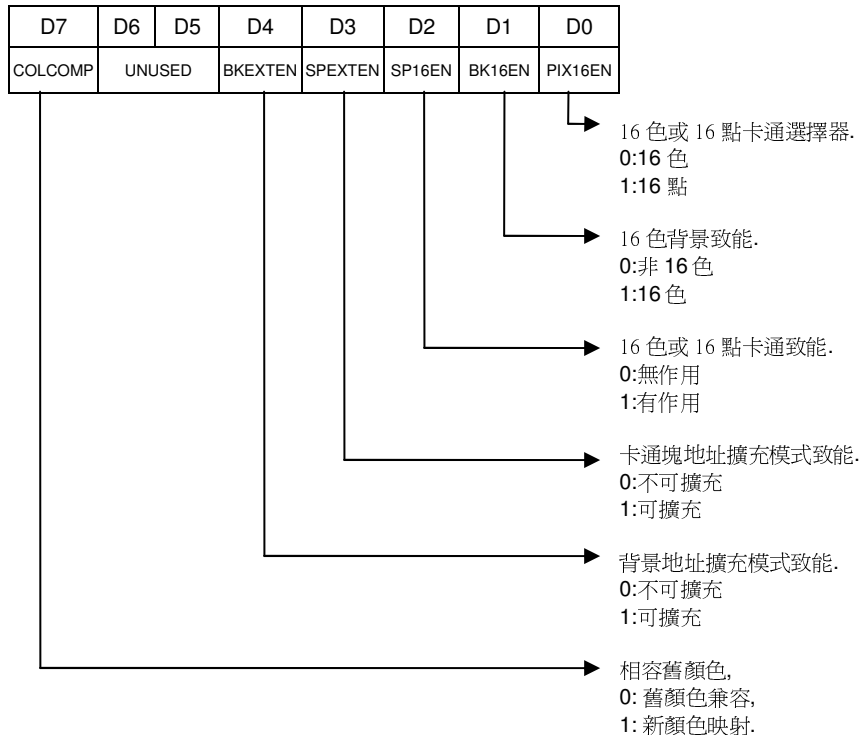 D7 D6 D5 D4 D3 D2 D1 D0
COLCOMP UNUSED BKEXTEN SPEXTEN SP16EN BK16EN PIX16EN
16 色或 16 點卡通選擇器.
0:16 色
1:16 點
16 色背景致能.
0:非 16 色
1:16 色
16 色或 16 點卡通致能.
0:無作用
1:有作用
卡通塊地址擴充模式致能.
0:不可擴充
1:可擴充
背景地址擴充模式致能.
0:不可擴充
1:可擴充
相容舊顏色,
0: 舊顏色兼容,
1: 新顏色映射.